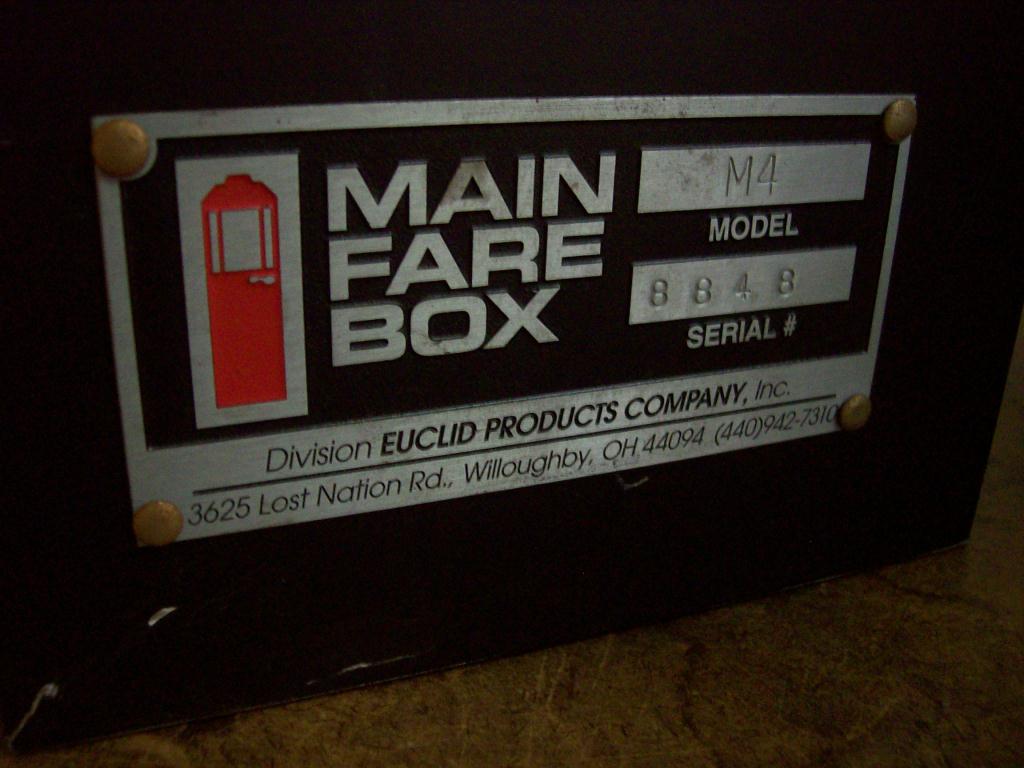 MAIN
FARE
BOX
M4
MODEL
8848
SERIAL #
Division EUCLID PRODUCTS COMPANY, Inc.
3625 Lost Nation Rd., Willoughby, OH 44094 (440)942-7310